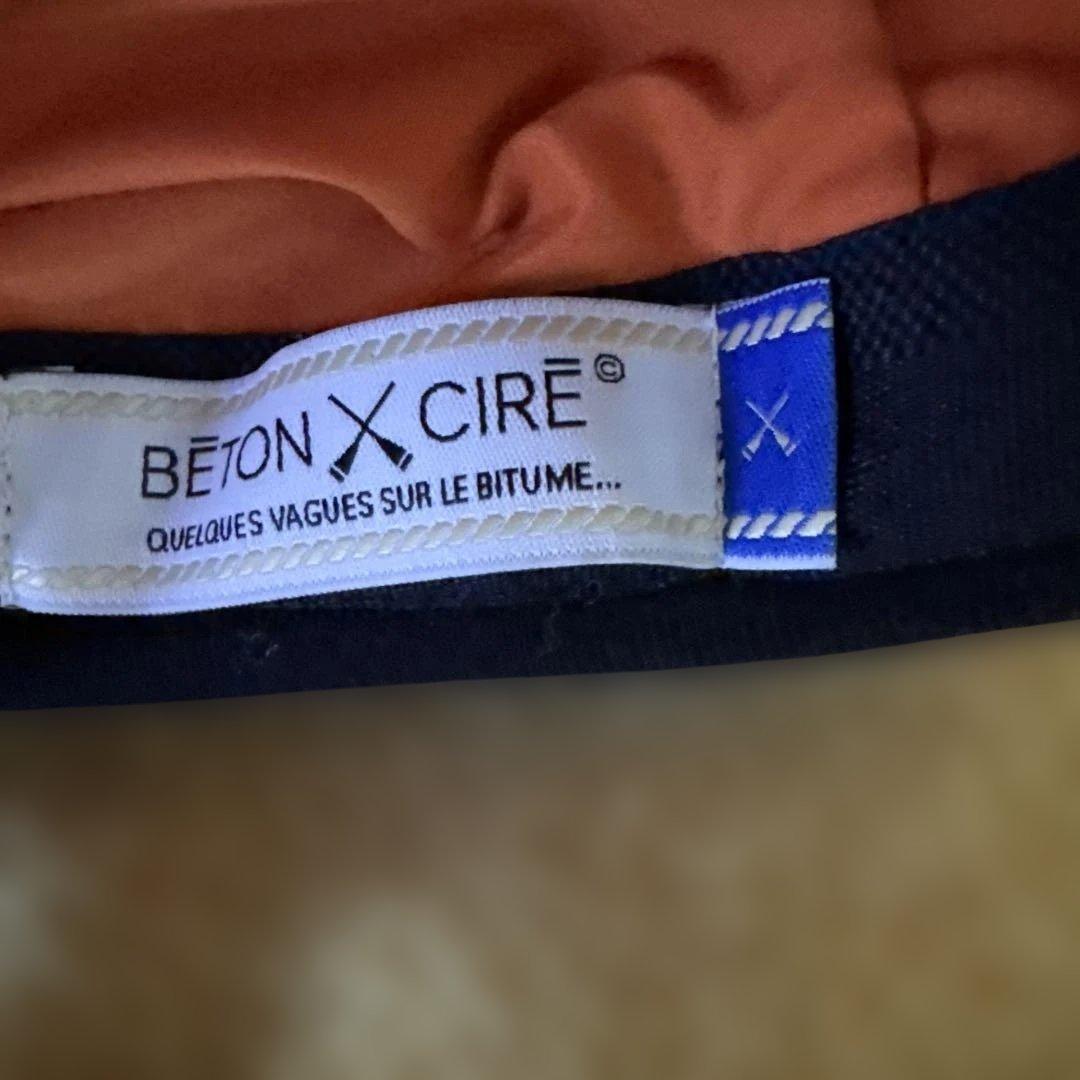 BĒTON CIRĒ©
QUELQUES VAGUES SUR LE BITUME...